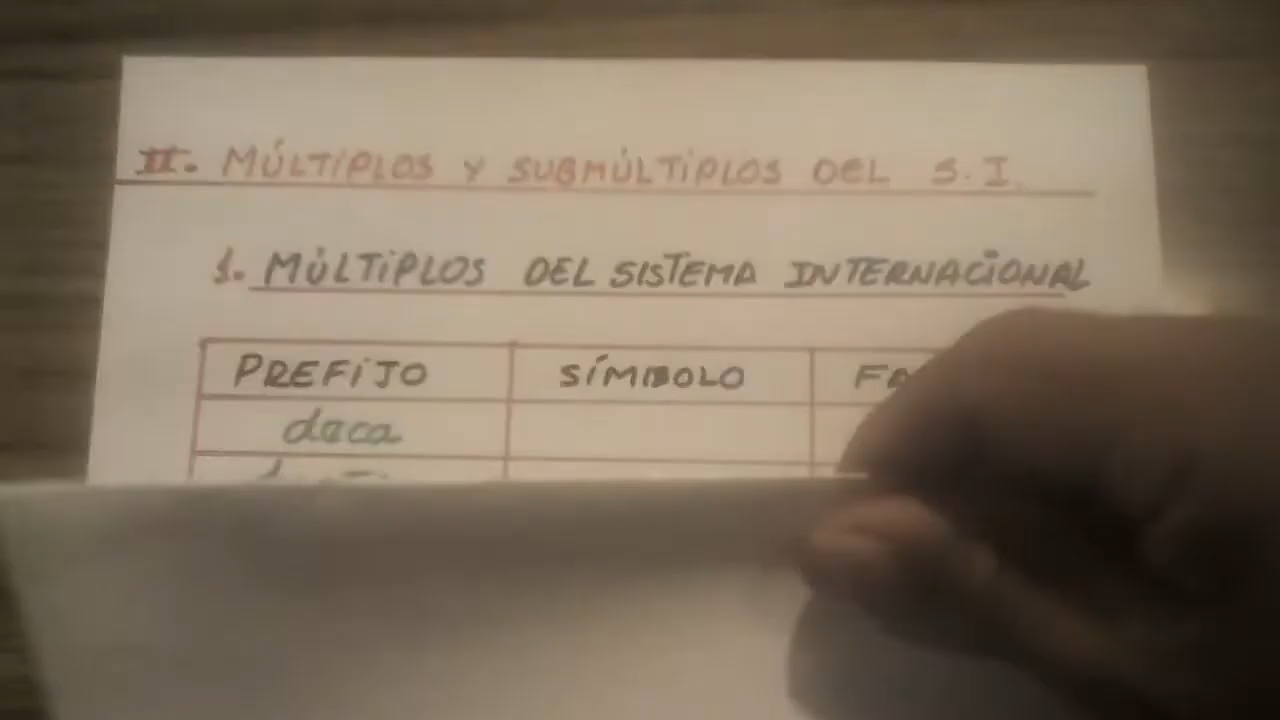 II. MÚLTIPLOS Y SUBMÚLTIPLOS DEL S.I.
1. MÚLTIPLOS DEL SISTEMA INTERNACIONAL
PREFIJO SÍMBOLO
deca